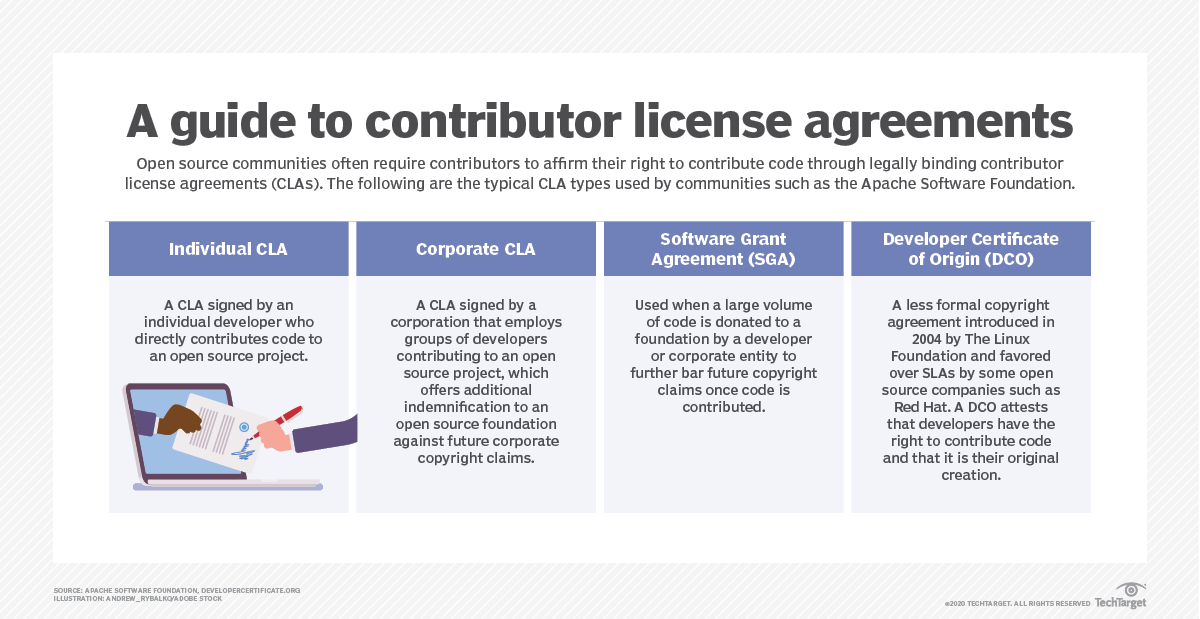 A guide to contributor license agreements
Open source communities often require contributors to affirm their right to contribute code through legally binding contributor
license agreements (CLAs). The following are the typical CLA types used by communities such as the Apache Software Foundation.
Individual CLA
A CLA signed by an
individual developer who
directly contributes code to
an open source project.
Corporate CLA
A CLA signed by a
corporation that employs
groups of developers
contributing to an open
source project, which
offers additional
indemnification to an
open source foundation
against future corporate
copyright claims.
Software Grant
Agreement (SGA)
Used when a large volume
of code is donated to a
foundation by a developer
or corporate entity to
further bar future copyright
claims once code is
contributed.
Developer Certificate
of Origin (DCO)
A less formal copyright
agreement introduced in
2004 by The Linux
Foundation and favored
over SLAs by some open
source companies such as
Red Hat. A DCO attests
that developers have the
right to contribute code
and that it is their original
creation.
SOURCE: APACHE SOFTWARE FOUNDATION, DEVELOPERCERTIFICATE.ORG
ILLUSTRATION: ANDREW_RYBALKO/ADOBE STOCK
©2020 TECHTARGET. ALL RIGHTS RESERVED
TechTarget